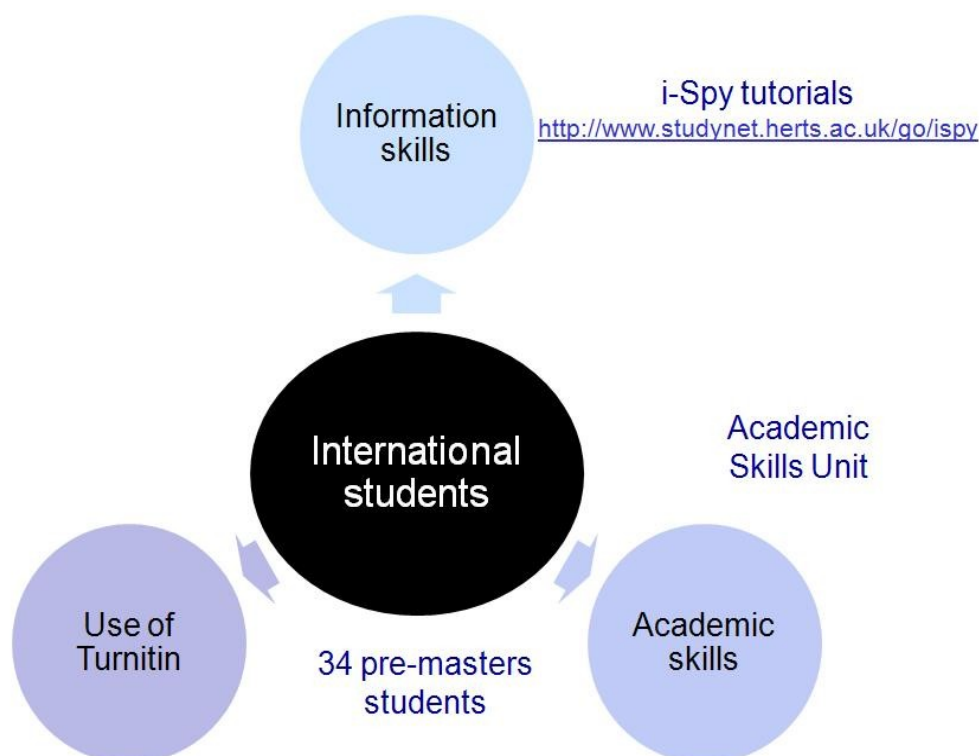 Information
skills
i-Spy tutorials
http://www.studynet.herts.ac.uk/go/ispy
International
students
Academic
Skills Unit
Use of
Turnitin
34 pre-masters
students
Academic
skills